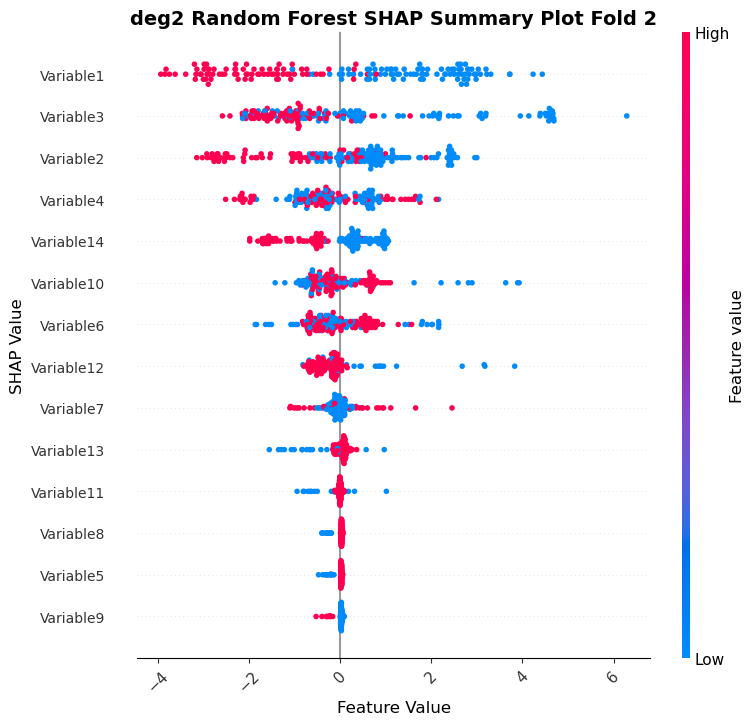 deg2 Random Forest SHAP Summary Plot Fold 2
High
Variable1
Variable3
Variable2
Variable4
Variable14
Variable10
Variable6
Variable12
Variable7
Variable13
Variable11
Variable8
Variable5
Variable9
SHAP Value
Feature value
Low
−4
−2
0
2
4
6
Feature Value